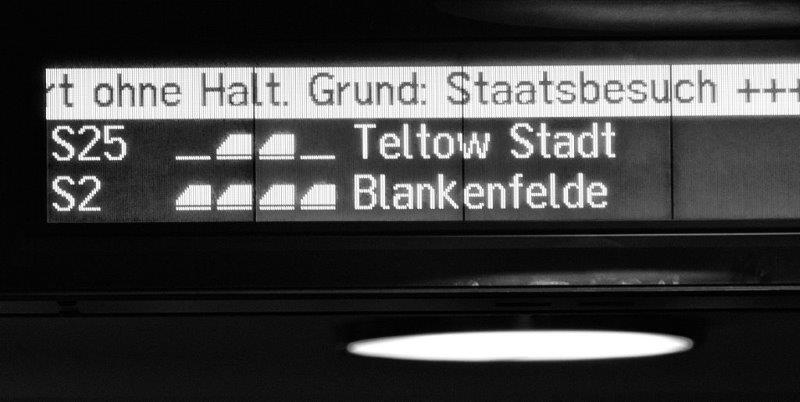 rt ohne Halt. Grund: Staatsbesuch +++
S25 Teltow Stadt
S2 Blankenfelde